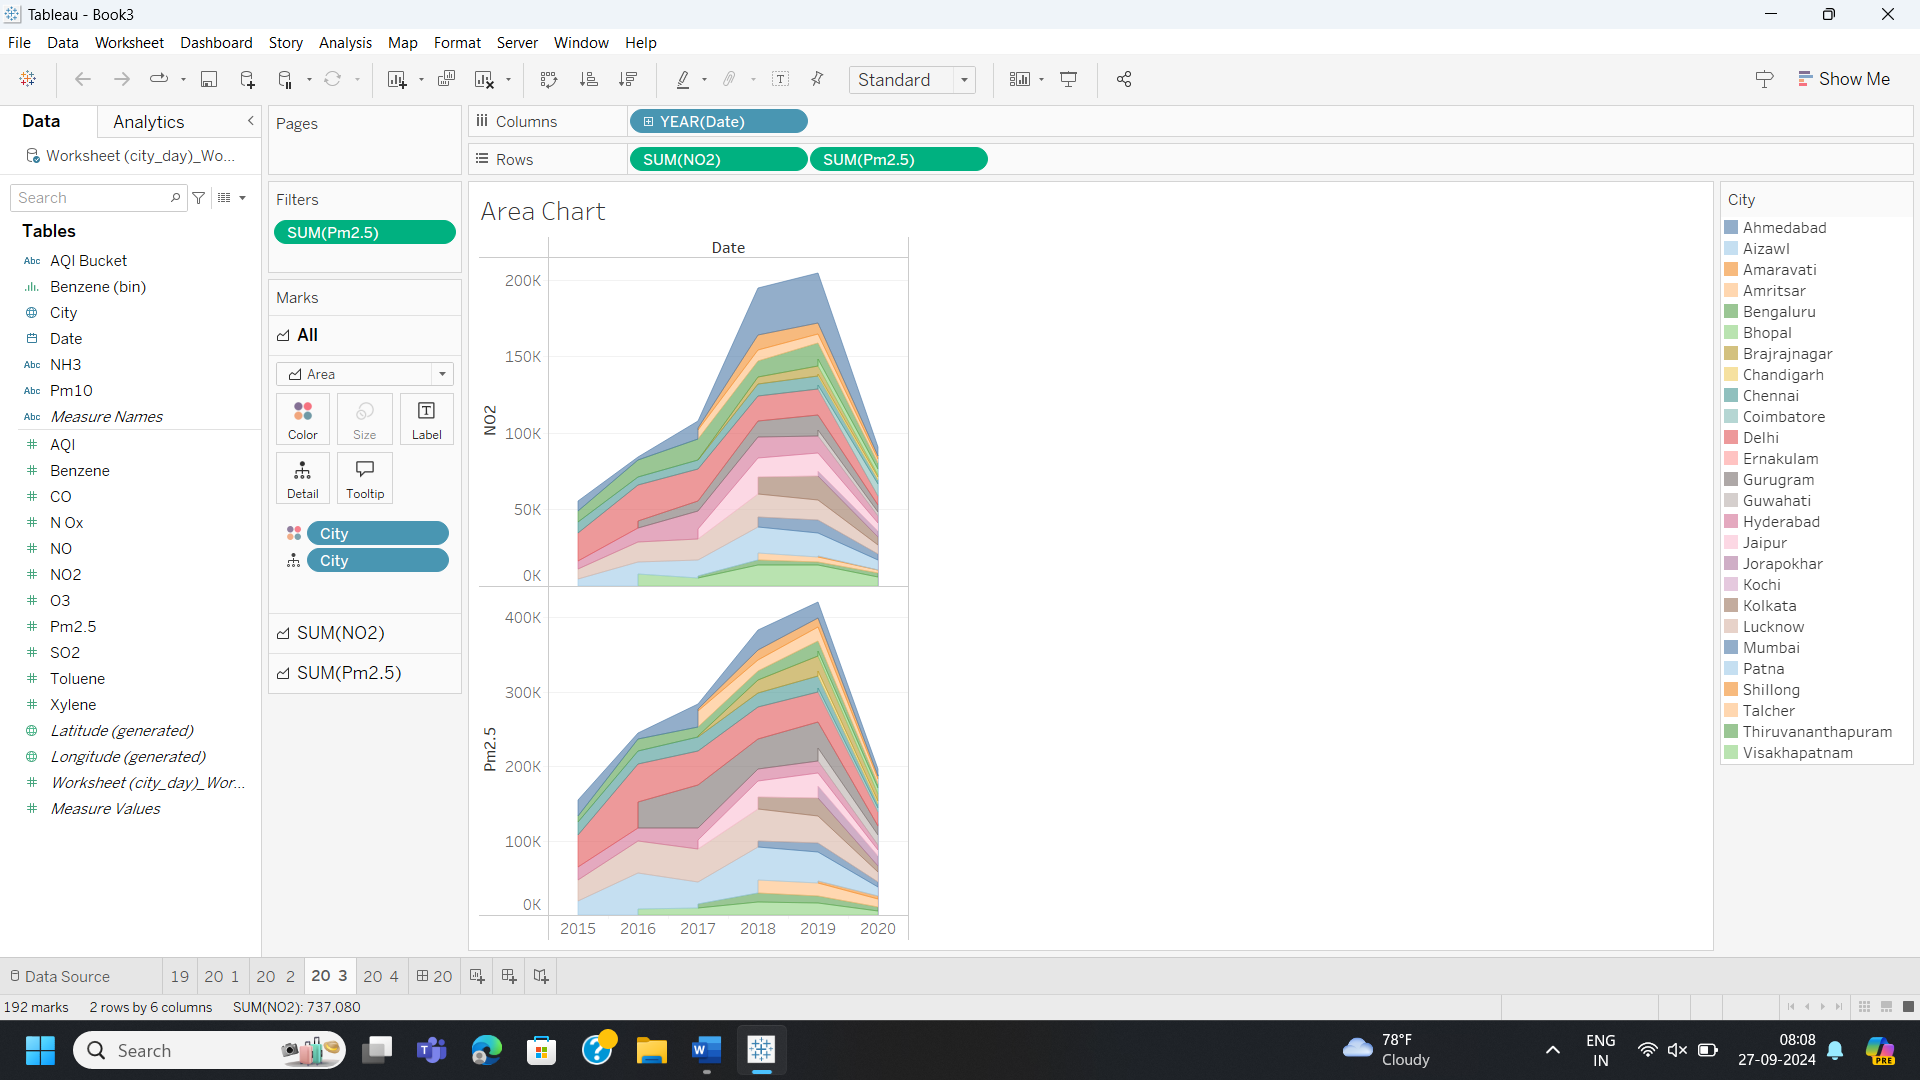 Tableau - Book3
File Data Worksheet Dashboard Story Analysis Map Format Server Window Help
Standard
Show Me
Data Analytics
Worksheet (city_day)_Wo...
Search
Tables
Abc AQI Bucket
Benzene (bin)
City
Date
Abc NH3
Abc Pm10
Abc Measure Names
# AQI
# Benzene
# CO
# N Ox
# NO
# NO2
# O3
# Pm2.5
# SO2
# Toluene
# Xylene
Latitude (generated)
Longitude (generated)
# Worksheet (city_day)_Wor...
# Measure Values
Pages
Filters
SUM(Pm2.5)
Marks
All
Area
Color Size Label
Detail Tooltip
City
City
SUM(NO2)
SUM(Pm2.5)
Columns YEAR(Date)
Rows SUM(NO2) SUM(Pm2.5)
Area Chart
Date
200K
150K
100K
50K
0K
NO2
400K
300K
200K
100K
0K
Pm2.5
2015 2016 2017 2018 2019 2020
City
Ahmedabad
Aizawl
Amaravati
Amritsar
Bengaluru
Bhopal
Brajrajnagar
Chandigarh
Chennai
Coimbatore
Delhi
Ernakulam
Gurugram
Guwahati
Hyderabad
Jaipur
Jorapokhar
Kochi
Kolkata
Lucknow
Mumbai
Patna
Shillong
Talcher
Thiruvananthapuram
Visakhapatnam
Data Source 19 20 1 20 2 20 3 20 4 20
192 marks 2 rows by 6 columns SUM(NO2): 737,080
Search
78°F
Cloudy
ENG
IN
08:08
27-09-2024
PRE